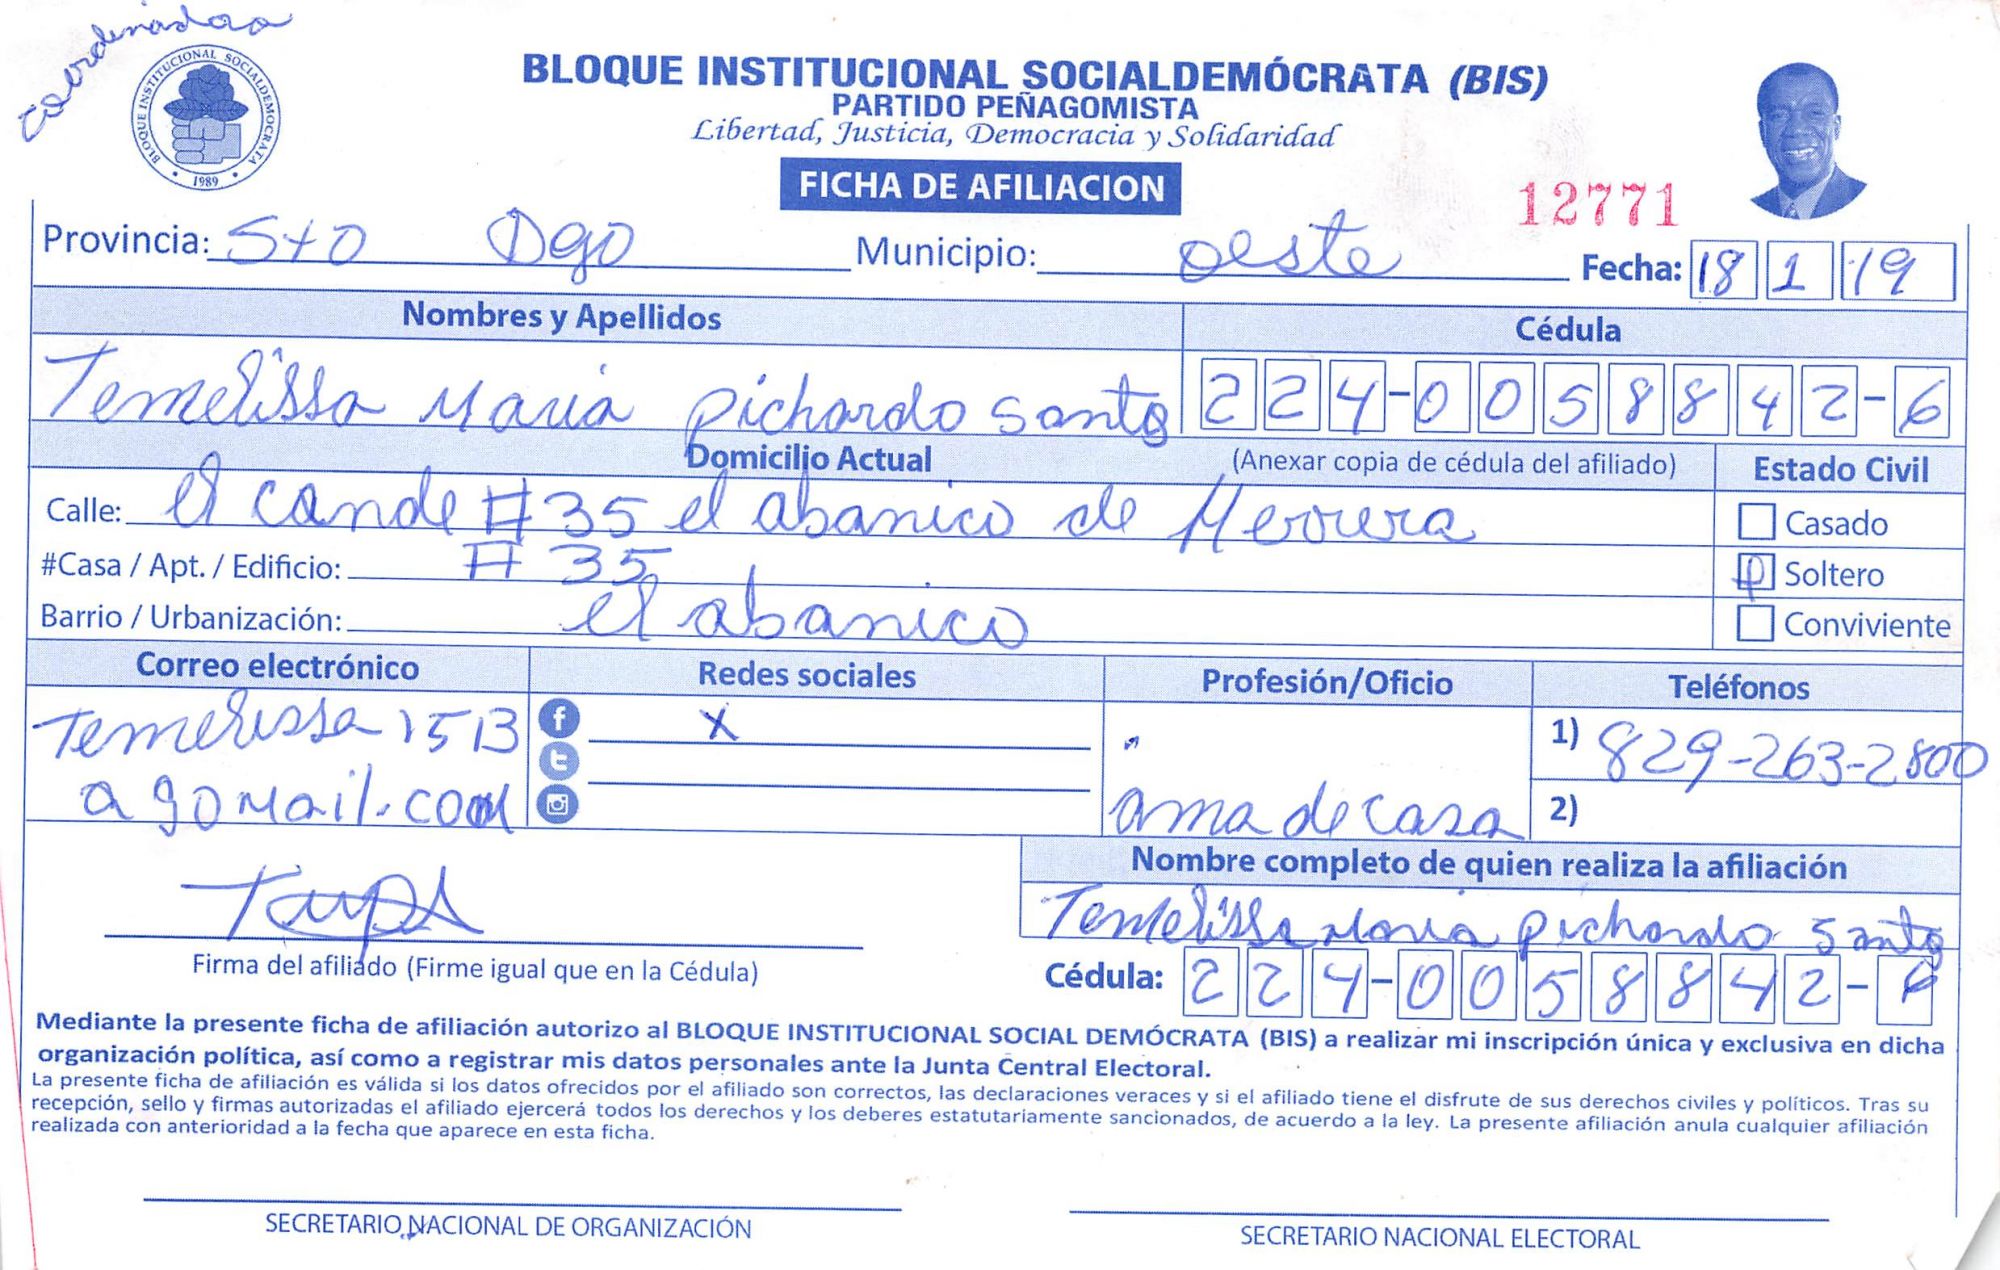 cordinadora
BLOQUE INSTITUCIONAL SOCIALDEMOCRATA
1989
BLOQUE INSTITUCIONAL SOCIALDEMÓCRATA (BIS)
PARTIDO PEÑAGOMISTA
Libertad, Justicia, Democracia y Solidaridad
FICHA DE AFILIACION
12771
Provincia: Sto Dgo Municipio: oeste Fecha: 18 1 19
Nombres y Apellidos Cédula
Temelissa Maria pichardo santo 224-0058842-6
Domicilio Actual (Anexar copia de cédula del afiliado) Estado Civil
Calle: el cande #35 el abanico de Herrera Casado
#Casa / Apt. / Edificio: #35 Soltero
Barrio / Urbanización: el abanico Conviviente
Correo electrónico Redes sociales Profesión/Oficio Teléfonos
Temelissa 1513 X 1) 829-263-2800
a gomail.com ama de casa 2)
Nombre completo de quien realiza la afiliación
Temelissa Maria pichardo santo
Firma del afiliado (Firme igual que en la Cédula) Cédula: 224-0058842-6
Mediante la presente ficha de afiliación autorizo al BLOQUE INSTITUCIONAL SOCIAL DEMÓCRATA (BIS) a realizar mi inscripción única y exclusiva en dicha
organización política, así como a registrar mis datos personales ante la Junta Central Electoral.
La presente ficha de afiliación es válida si los datos ofrecidos por el afiliado son correctos, las declaraciones veraces y si el afiliado tiene el disfrute de sus derechos civiles y políticos. Tras su
recepción, sello y firmas autorizadas el afiliado ejercerá todos los derechos y los deberes estatutariamente sancionados, de acuerdo a la ley. La presente afiliación anula cualquier afiliación
realizada con anterioridad a la fecha que aparece en esta ficha.
SECRETARIO NACIONAL DE ORGANIZACIÓN SECRETARIO NACIONAL ELECTORAL